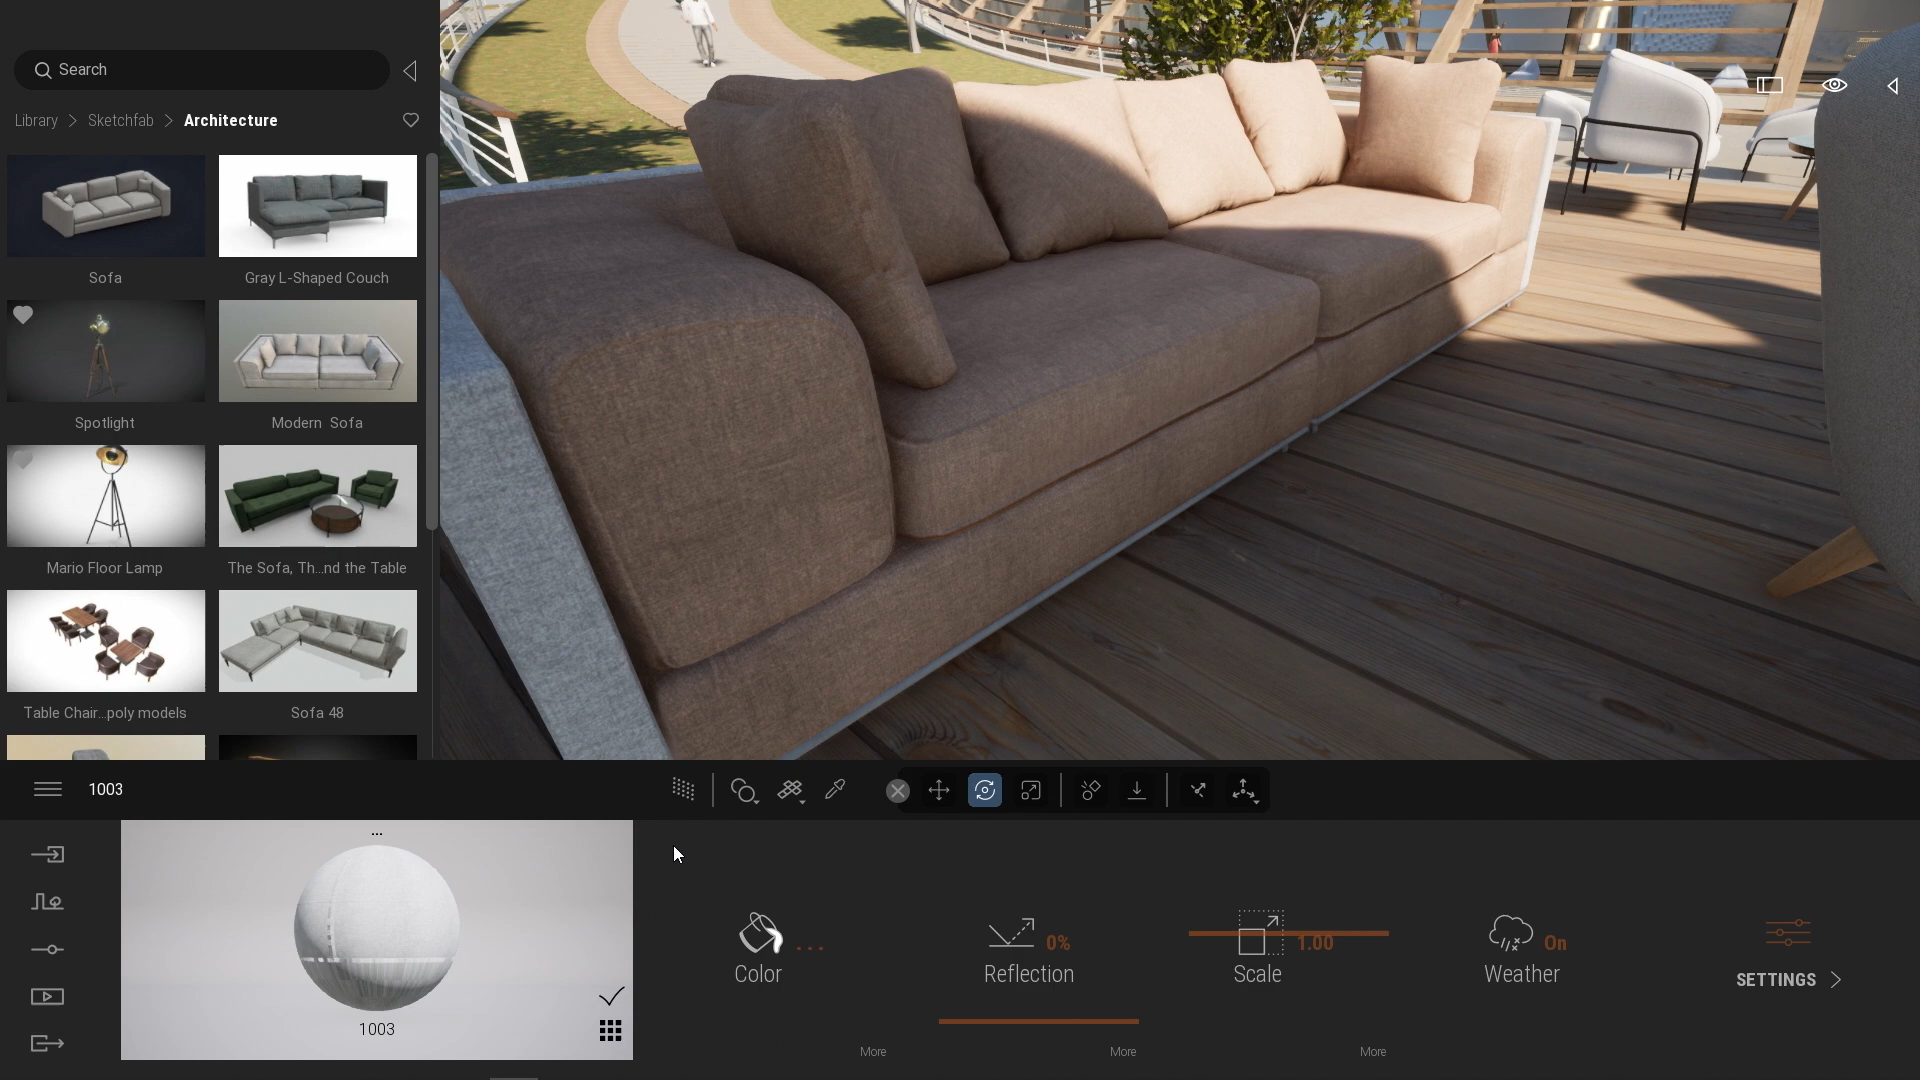 Search
Library
Sketchfab
Architecture
Sofa
Gray L-Shaped Couch
Spotlight
Modern Sofa
Mario Floor Lamp
The Sofa, Th...nd the Table
Table Chair...poly models
Sofa 48
1003
...
1003
Color
...
Reflection
0%
Scale
1.00
Weather
On
SETTINGS
More
More
More